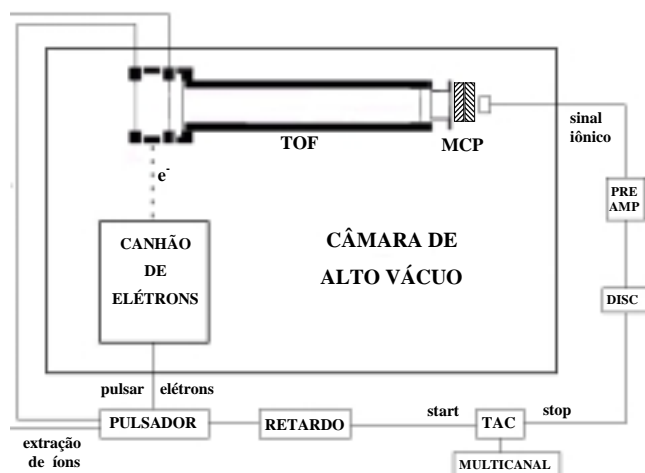 sinal
iônico
TOF
MCP
e-
PRE
AMP
CANHÃO
DE
ELÉTRONS
CÂMARA DE
ALTO VÁCUO
DISC
pulsar elétrons
PULSADOR
RETARDO
start
TAC
stop
extração
de íons
MULTICANAL